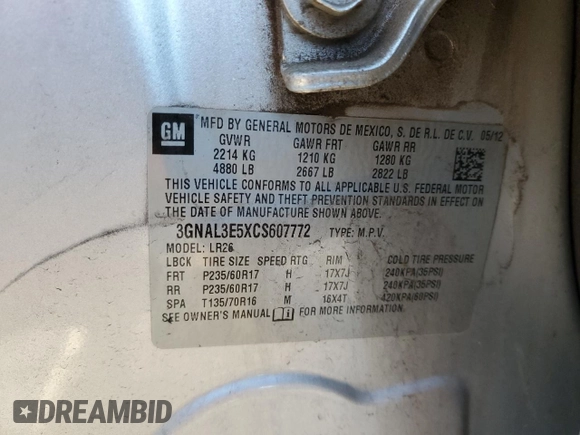 GM
MFD BY GENERAL MOTORS DE MEXICO, S. DE R.L. DE C.V. 05/12
GVWR GAWR FRT GAWR RR
2214 KG 1210 KG 1280 KG
4880 LB 2667 LB 2822 LB
THIS VEHICLE CONFORMS TO ALL APPLICABLE U.S. FEDERAL MOTOR
VEHICLE SAFETY AND THEFT PREVENTION STANDARDS IN EFFECT ON
THE DATE OF MANUFACTURE SHOWN ABOVE.
3GNAL3E5XCS607772 TYPE: M.P.V.
MODEL: LR26
LBCK TIRE SIZE SPEED RTG RIM COLD TIRE PRESSURE
FRT P235/60R17 H 17X7J 240KPA(35PSI)
RR P235/60R17 H 17X7J 240KPA(35PSI)
SPA T135/70R16 M 16X4T 420KPA(60PSI)
SEE OWNER'S MANUAL i FOR MORE INFORMATION.
DREAMBID